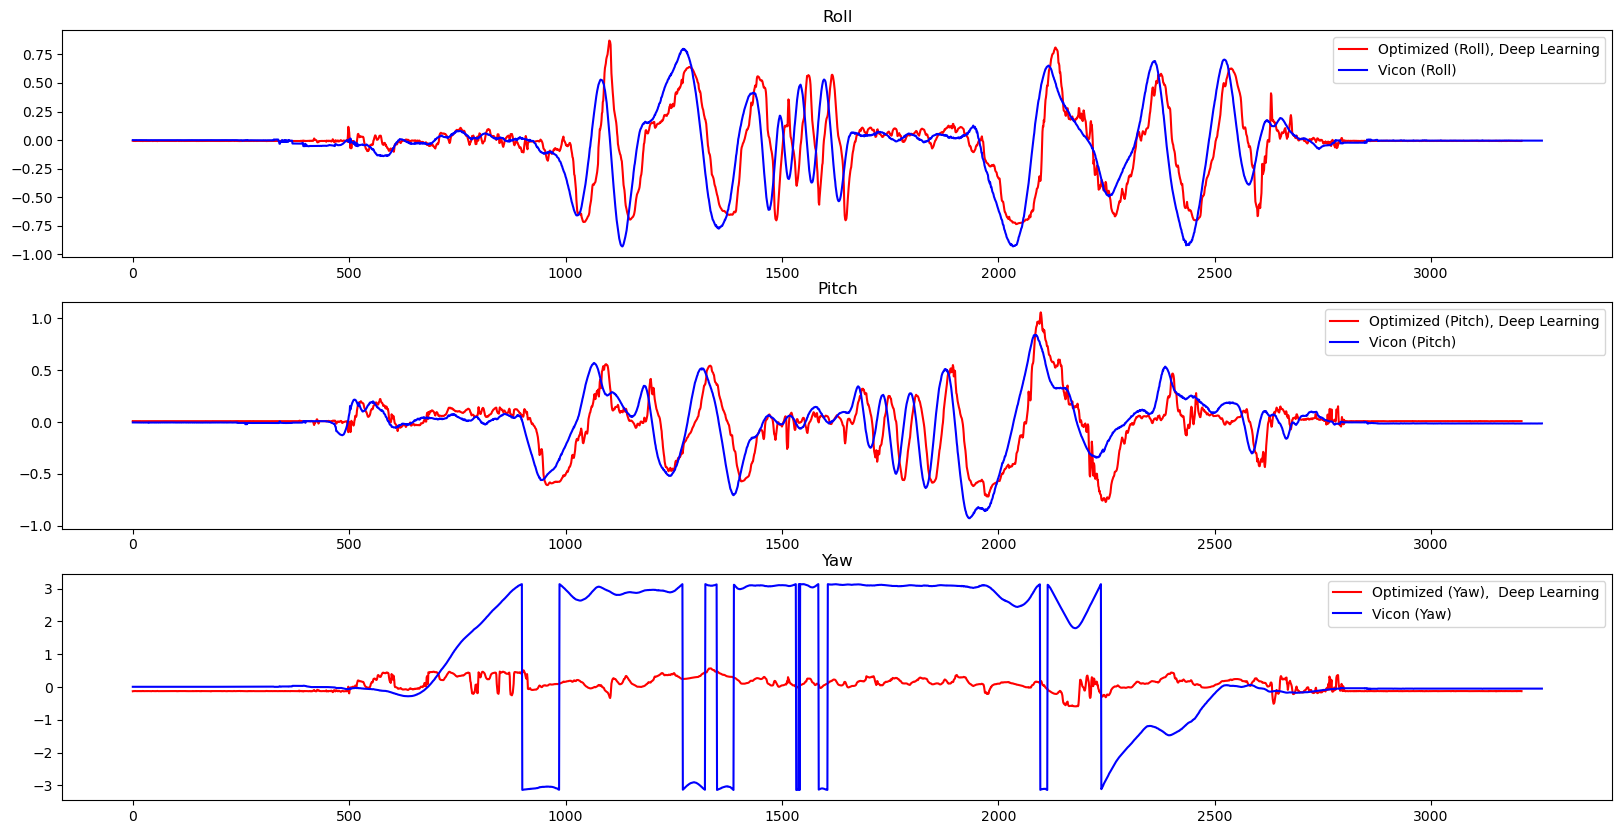 Roll
Optimized (Roll), Deep Learning
Vicon (Roll)
0.75
0.50
0.25
0.00
−0.25
−0.50
−0.75
−1.00
0 500 1000 1500 2000 2500 3000
Pitch
Optimized (Pitch), Deep Learning
Vicon (Pitch)
1.0
0.5
0.0
−0.5
−1.0
0 500 1000 1500 2000 2500 3000
Yaw
Optimized (Yaw),  Deep Learning
Vicon (Yaw)
3
2
1
0
−1
−2
−3
0 500 1000 1500 2000 2500 3000